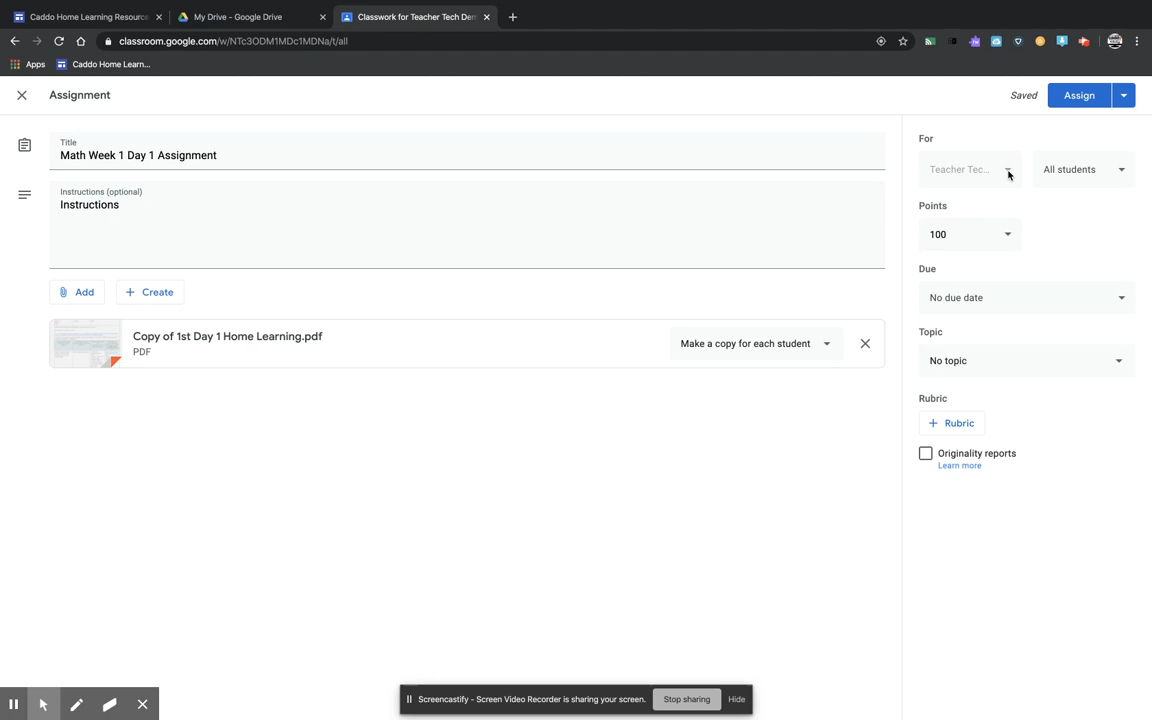 Caddo Home Learning Resource
My Drive - Google Drive
Classwork for Teacher Tech Dem
classroom.google.com/w/NTc3ODM1MDc1MDNa/t/all
Apps
Caddo Home Learn...
Assignment
Saved
Assign
Title
Math Week 1 Day 1 Assignment
Instructions (optional)
Instructions
Add
Create
Copy of 1st Day 1 Home Learning.pdf
PDF
Make a copy for each student
For
Teacher Tec...
All students
Points
100
Due
No due date
Topic
No topic
Rubric
Rubric
Originality reports
Learn more
Screencastify - Screen Video Recorder is sharing your screen.
Stop sharing
Hide